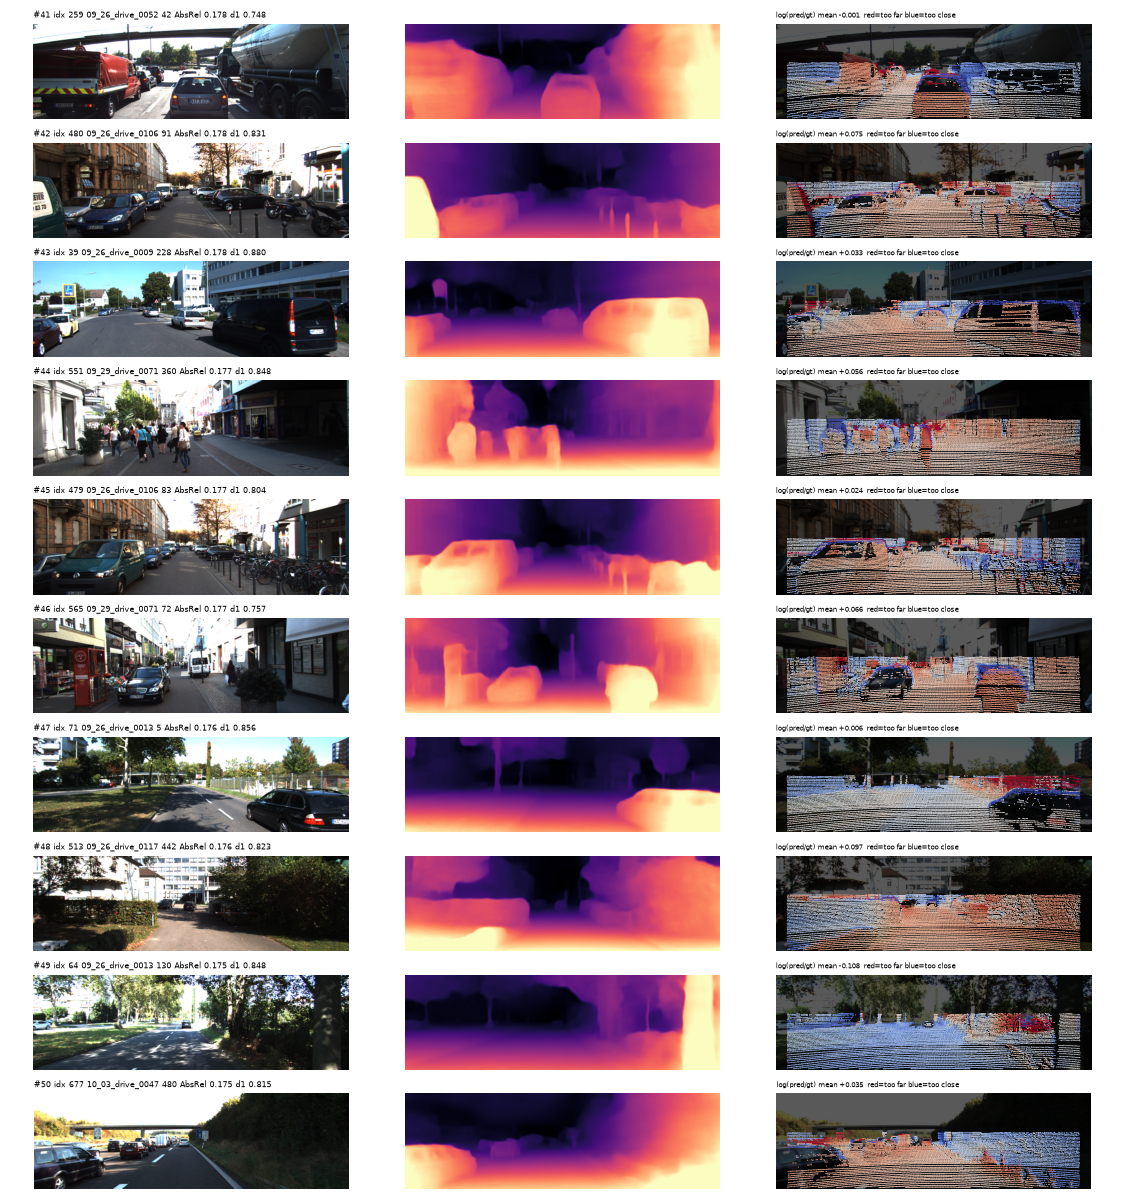 #41 idx 259 09_26_drive_0052 42 AbsRel 0.178 d1 0.748
log(pred/gt) mean -0.001 red=too far blue=too close
#42 idx 480 09_26_drive_0106 91 AbsRel 0.178 d1 0.831
log(pred/gt) mean +0.075 red=too far blue=too close
#43 idx 39 09_26_drive_0009 228 AbsRel 0.178 d1 0.880
log(pred/gt) mean +0.033 red=too far blue=too close
#44 idx 551 09_29_drive_0071 360 AbsRel 0.177 d1 0.848
log(pred/gt) mean +0.056 red=too far blue=too close
#45 idx 479 09_26_drive_0106 83 AbsRel 0.177 d1 0.804
log(pred/gt) mean +0.024 red=too far blue=too close
#46 idx 565 09_29_drive_0071 72 AbsRel 0.177 d1 0.757
log(pred/gt) mean +0.066 red=too far blue=too close
#47 idx 71 09_26_drive_0013 5 AbsRel 0.176 d1 0.856
log(pred/gt) mean +0.006 red=too far blue=too close
#48 idx 513 09_26_drive_0117 442 AbsRel 0.176 d1 0.823
log(pred/gt) mean +0.097 red=too far blue=too close
#49 idx 64 09_26_drive_0013 130 AbsRel 0.175 d1 0.848
log(pred/gt) mean -0.108 red=too far blue=too close
#50 idx 677 10_03_drive_0047 480 AbsRel 0.175 d1 0.815
log(pred/gt) mean +0.035 red=too far blue=too close